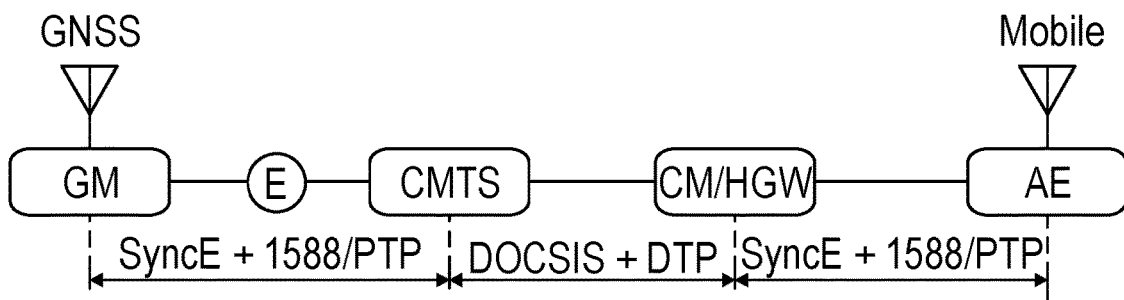 GNSS
Mobile
GM
E
CMTS
CM/HGW
AE
SyncE + 1588/PTP
DOCSIS + DTP
SyncE + 1588/PTP